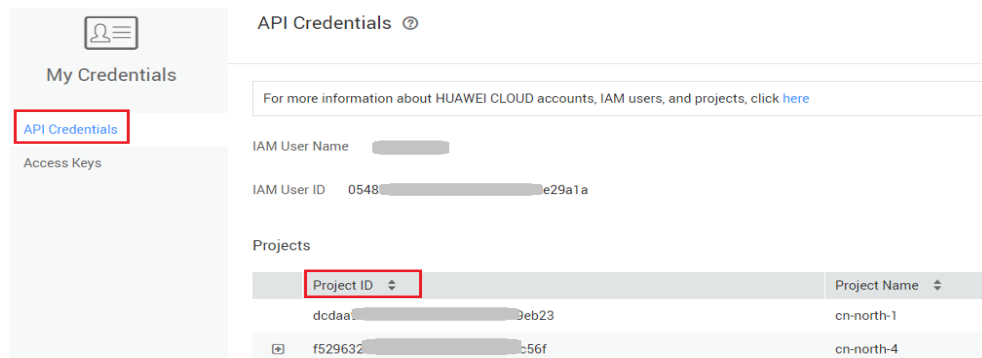 API Credentials
My Credentials
For more information about HUAWEI CLOUD accounts, IAM users, and projects, click here
API Credentials
Access Keys
IAM User Name
IAM User ID 0548 e29a1a
Projects
Project ID Project Name
dcdaa 9eb23 cn-north-1
f529632 c56f cn-north-4